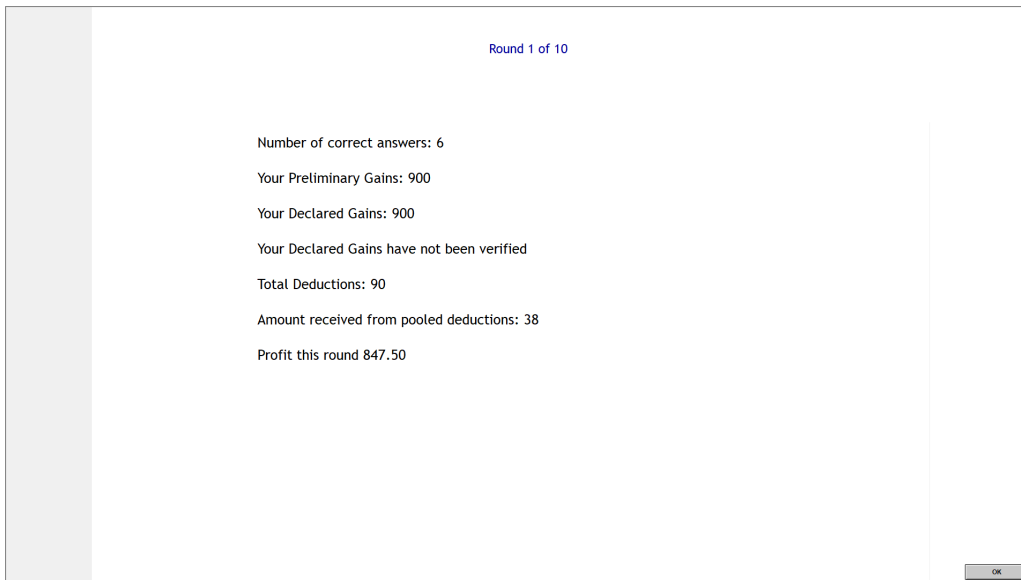 Round 1 of 10
Number of correct answers: 6
Your Preliminary Gains: 900
Your Declared Gains: 900
Your Declared Gains have not been verified
Total Deductions: 90
Amount received from pooled deductions: 38
Profit this round 847.50
OK